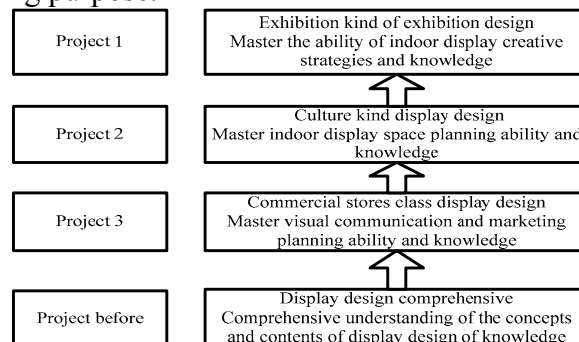 g purpose.
Project 1
Exhibition kind of exhibition design
Master the ability of indoor display creative
strategies and knowledge
Project 2
Culture kind display design
Master indoor display space planning ability and
knowledge
Project 3
Commercial stores class display design
Master visual communication and marketing
planning ability and knowledge
Project before
Display design comprehensive
Comprehensive understanding of the concepts
and contents of display design of knowledge